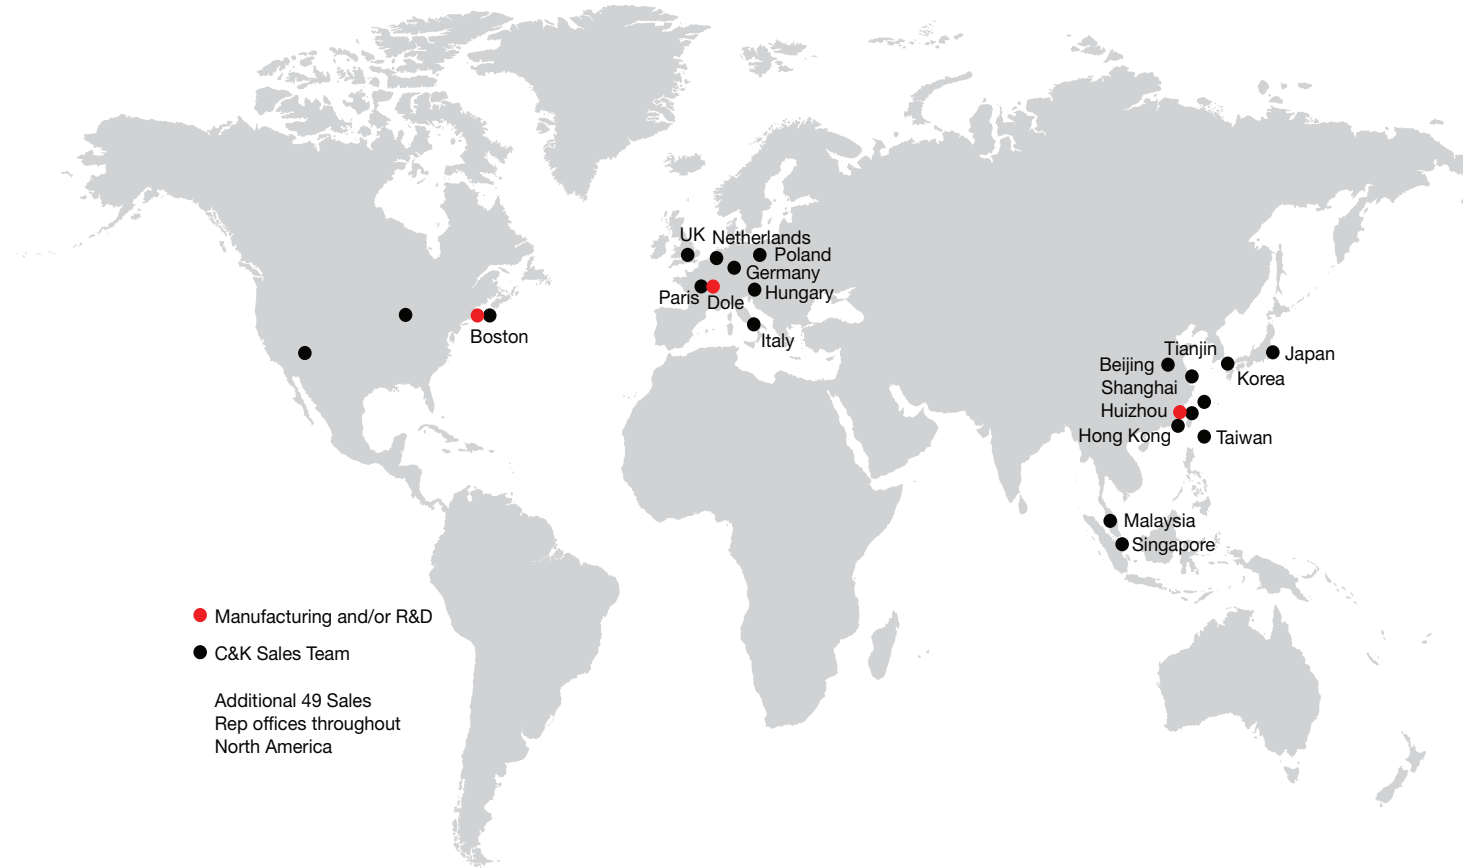 UK
Netherlands
Poland
Germany
Paris
Dole
Hungary
Italy
Boston
Tianjin
Beijing
Japan
Korea
Shanghai
Huizhou
Hong Kong
Taiwan
Malaysia
Singapore
Manufacturing and/or R&D
C&K Sales Team
Additional 49 Sales
Rep offices throughout
North America